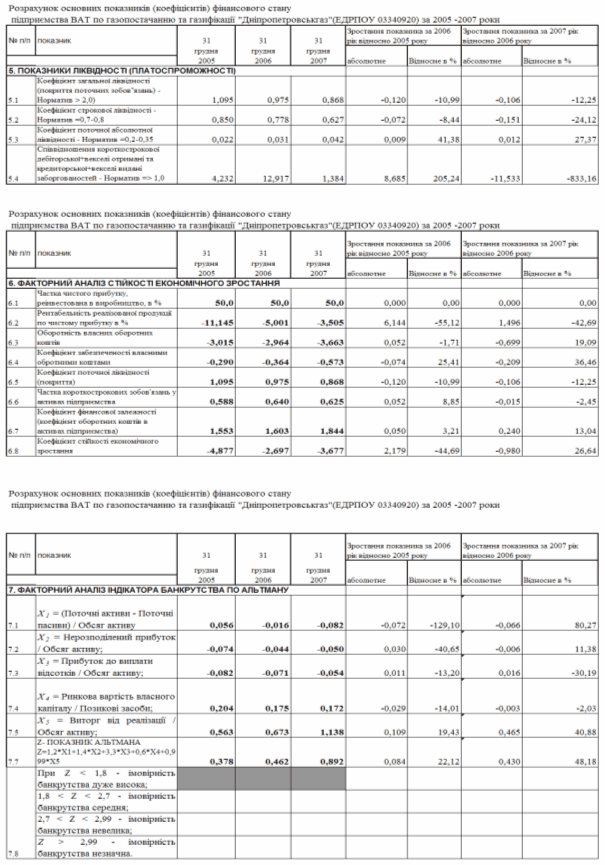 Розрахунок основних показників (коефіцієнтів) фінансового стану
підприємства ВАТ по газопостачанню та газифікації "Дніпропетровськгаз"(ЕДРПОУ 03340920) за 2005 -2007 роки
№ п/п показник 31 грудня 2005 31 грудня 2006 31 грудня 2007 Зростання показника за 2006 рік відносно 2005 року Зростання показника за 2007 рік відносно 2006 року
абсолютне Відносне в % абсолютне Відносне в %
5. ПОКАЗНИКИ ЛІКВІДНОСТІ (ПЛАТОСПРОМОЖНОСТІ)
Коефіцієнт загальної ліквідності
(покриття поточних зобов'язань) -
5.1 Норматив > 2,0) 1,095 0,975 0,868 -0,120 -10,99 -0,106 -12,25
Коефіцієнт строкової ліквідності -
5.2 Норматив =0,7-0,8 0,850 0,778 0,627 -0,072 -8,44 -0,151 -24,12
Коефіцієнт поточної абсолютної
5.3 ліквідності - Норматив =0,2-0,35 0,022 0,031 0,042 0,009 41,38 0,012 27,37
Співвідношення короткострокового
дебіторської+векселі отримані та
кредиторської+векселі видані
5.4 заборгованостей - Норматив => 1,0 4,232 12,917 1,384 8,685 205,24 -11,533 -833,16
Розрахунок основних показників (коефіцієнтів) фінансового стану
підприємства ВАТ по газопостачанню та газифікації "Дніпропетровськгаз"(ЕДРПОУ 03340920) за 2005 -2007 роки
№ п/п показник 31 грудня 2005 31 грудня 2006 31 грудня 2007 Зростання показника за 2006 рік відносно 2005 року Зростання показника за 2007 рік відносно 2006 року
абсолютне Відносне в % абсолютне Відносне в %
6. ФАКТОРНИЙ АНАЛІЗ СТІЙКОСТІ ЕКОНОМІЧНОГО ЗРОСТАННЯ
Частка чистого прибутку,
6.1 реінвестована в виробництво, в % 50,0 50,0 50,0 0,000 0,00 0,000 0,00
Рентабельність реалізованої продукції
6.2 по чистому прибутку в % -11,145 -5,001 -3,505 6,144 -55,12 1,496 -42,69
Оборотність власних оборотних
6.3 коштів -3,015 -2,964 -3,663 0,052 -1,71 -0,699 19,09
Коефіцієнт забезпеченості власними
6.4 обротними коштами -0,290 -0,364 -0,573 -0,074 25,41 -0,209 36,46
Коефіцієнт поточної ліквідності
6.5 (покриття) 1,095 0,975 0,868 -0,120 -10,99 -0,106 -12,25
Частка короткострокових зобов'язань у
6.6 активах підприємства 0,588 0,640 0,625 0,052 8,85 -0,015 -2,45
Коефіцієнт фінансової залежності
(коефіцієнт оборотних коштів в
6.7 активах підприємства) 1,553 1,603 1,844 0,050 3,21 0,240 13,04
Коефіцієнт стійкості економічного
6.8 зростання -4,877 -2,697 -3,677 2,179 -44,69 -0,980 26,64
Розрахунок основних показників (коефіцієнтів) фінансового стану
підприємства ВАТ по газопостачанню та газифікації "Дніпропетровськгаз"(ЕДРПОУ 03340920) за 2005 -2007 роки
№ п/п показник 31 грудня 2005 31 грудня 2006 31 грудня 2007 Зростання показника за 2006 рік відносно 2005 року Зростання показника за 2007 рік відносно 2006 року
абсолютне Відносне в % абсолютне Відносне в %
7. ФАКТОРНИЙ АНАЛІЗ ІНДІКАТОРА БАНКРУТСТВА ПО АЛЬТМАНУ
X 1 = (Поточні активи - Поточні
7.1 пасиви) / Обсяг активу 0,056 -0,016 -0,082 -0,072 -129,10 -0,066 80,27
X 2 = Нерозподілений прибуток
7.2 / Обсяг активу; -0,074 -0,044 -0,050 0,030 -40,65 -0,006 11,38
X 3 = Прибуток до виплати
7.3 відсотків / Обсяг активу; -0,082 -0,071 -0,054 0,011 -13,20 0,016 -30,19
X 4 = Ринкова вартість власного
7.4 капіталу / Позикові засоби; 0,204 0,175 0,172 -0,029 -14,01 -0,003 -2,03
X 5 = Виторг від реалізації /
7.5 Обсяг активу; 0,563 0,673 1,138 0,109 19,43 0,465 40,88
Z- ПОКАЗНИК АЛЬТМАНА
Z=1,2*X1+1,4*X2+3,3*X3+0,6*X4+0,9
7.7 99*X5 0,378 0,462 0,892 0,084 22,12 0,430 48,18
При Z < 1,8 - імовірність
банкрутства дуже висока;
1,8 < Z < 2,7 - імовірність
банкрутства середня;
2,7 < Z < 2,99 - імовірність
банкрутства невелика;
Z > 2,99 - імовірність
7.8 банкрутства незначна.